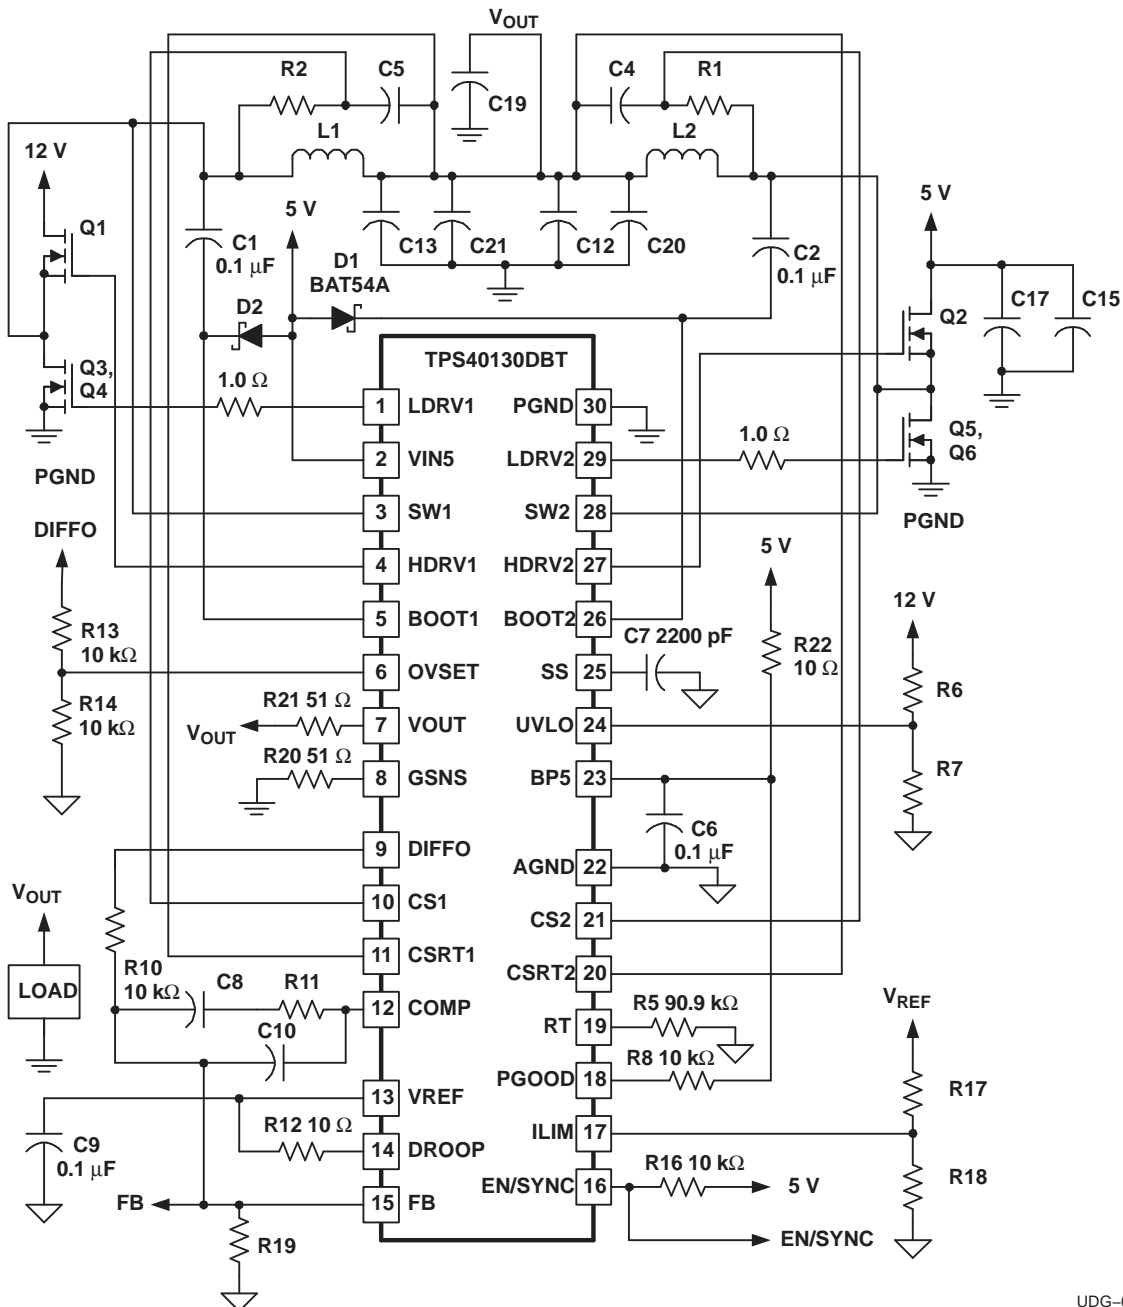 VOUT
R2
C5
C4
R1
C19
L1
L2
12 V
5 V
5 V
Q1
C1
0.1 μF
C13
C21
C12
C20
C2
0.1 μF
D1
BAT54A
D2
C17
C15
Q2
Q3,
Q4
1.0 Ω
TPS40130DBT
1 LDRV1
PGND 30
1.0 Ω
Q5,
Q6
2 VIN5
LDRV2 29
PGND
3 SW1
SW2 28
PGND
DIFFO
5 V
4 HDRV1
HDRV2 27
12 V
5 BOOT1
BOOT2 26
R13
10 kΩ
C7 2200 pF
R22
10 Ω
6 OVSET
SS 25
R6
R14
10 kΩ
R21 51 Ω
VOUT
7 VOUT
UVLO 24
R20 51 Ω
8 GSNS
BP5 23
R7
C6
0.1 μF
9 DIFFO
AGND 22
VOUT
10 CS1
CS2 21
11 CSRT1
CSRT2 20
LOAD
R10
10 kΩ
C8
R11
12 COMP
R5 90.9 kΩ
VREF
RT 19
C10
R8 10 kΩ
PGOOD 18
13 VREF
R17
R12 10 Ω
ILIM 17
C9
0.1 μF
14 DROOP
R16 10 kΩ
R18
EN/SYNC 16
5 V
FB
15 FB
R19
EN/SYNC